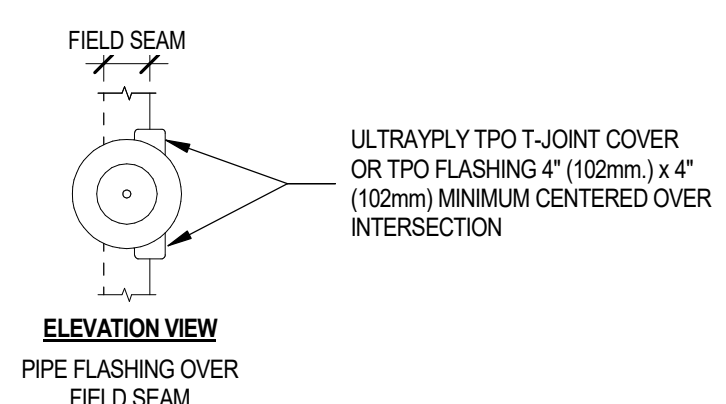 FIELD SEAM
ULTRAYPLY TPO T-JOINT COVER
OR TPO FLASHING 4" (102mm.) x 4"
(102mm) MINIMUM CENTERED OVER
INTERSECTION
ELEVATION VIEW
PIPE FLASHING OVER
FIELD SEAM